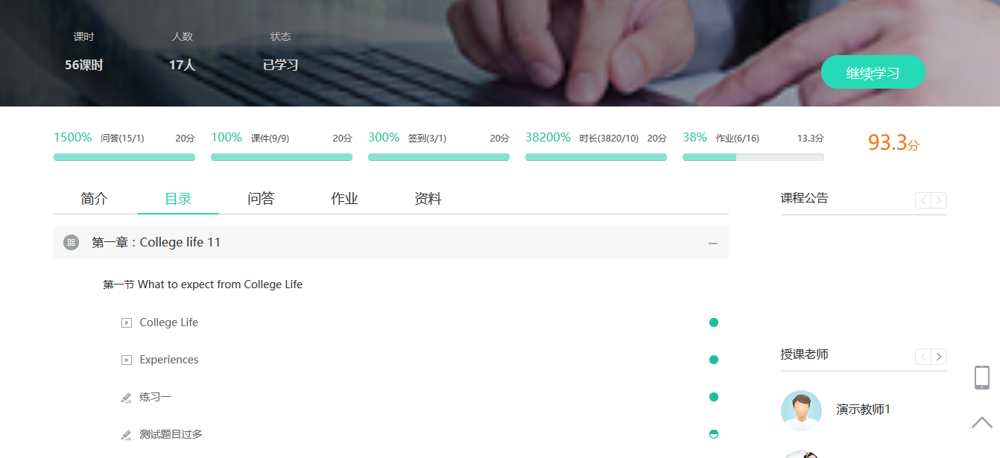 课时 人数 状态
56课时 17人 已学习
继续学习
1500% 问答(15/1) 20分 100% 课件(9/9) 20分 300% 签到(3/1) 20分 38200% 时长(3820/10) 20分 38% 作业(6/16) 13.3分 93.3分
简介 目录 问答 作业 资料 课程公告
第一章：College life 11
第一节 What to expect from College Life
College Life
Experiences
授课老师
练习一
演示教师1
测试题目过多